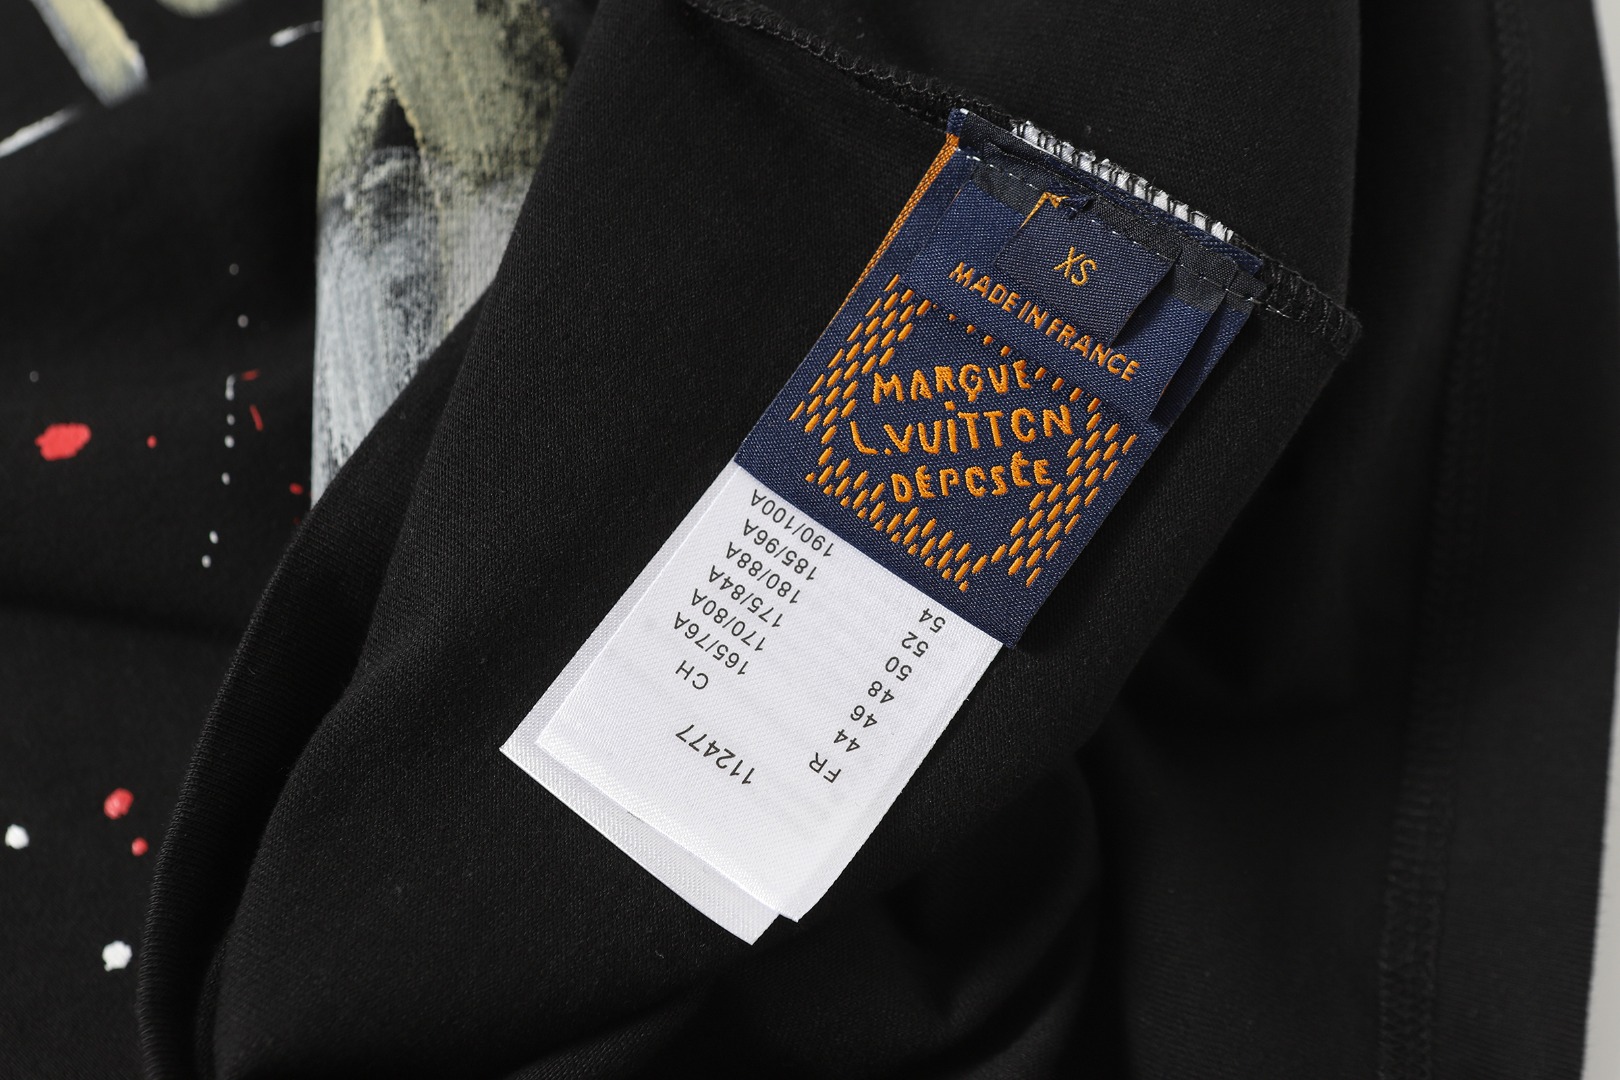 XS
MADE IN FRANCE
MARQUE
L.VUITTON
DÉPOSÉE
112477
FR CH
44 165/76A
46 170/80A
48 175/84A
50 180/88A
52 185/96A
54 190/100A